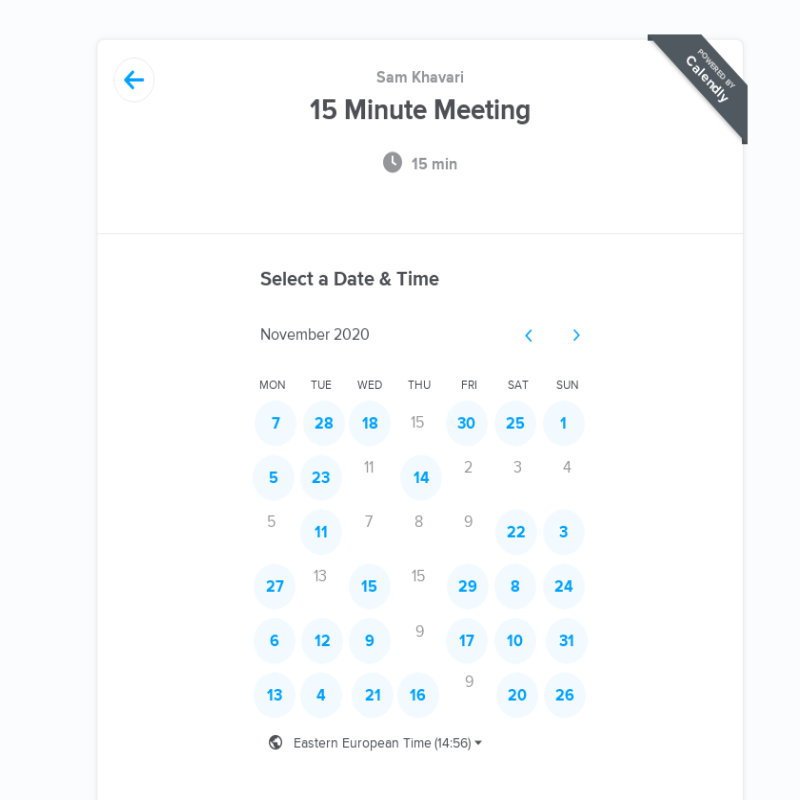 POWERED BY
Calendly
Sam Khavari
15 Minute Meeting
15 min
Select a Date & Time
November 2020
MON TUE WED THU FRI SAT SUN
7 28 18 15 30 25 1
5 23 11 14 2 3 4
5 11 7 8 9 22 3
27 13 15 15 29 8 24
6 12 9 9 17 10 31
13 4 21 16 9 20 26
Eastern European Time (14:56)